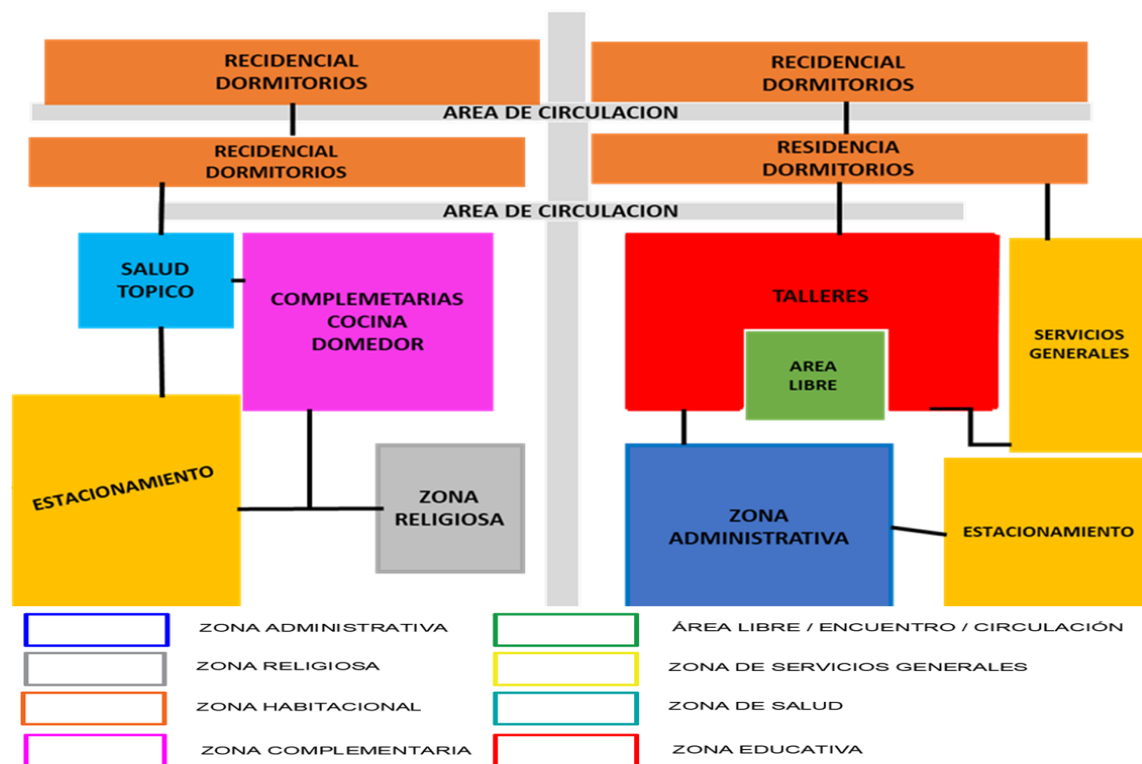 RECIDENCIAL
DORMITORIOS
RECIDENCIAL
DORMITORIOS
AREA DE CIRCULACION
RECIDENCIAL
DORMITORIOS
RESIDENCIA
DORMITORIOS
AREA DE CIRCULACION
SALUD
TOPICO
COMPLEMETARIAS
COCINA
DOMEDOR
TALLERES
AREA
LIBRE
SERVICIOS
GENERALES
ESTACIONAMIENTO
ZONA
RELIGIOSA
ZONA
ADMINISTRATIVA
ESTACIONAMIENTO
ZONA ADMINISTRATIVA
ÁREA LIBRE / ENCUENTRO / CIRCULACIÓN
ZONA RELIGIOSA
ZONA DE SERVICIOS GENERALES
ZONA HABITACIONAL
ZONA DE SALUD
ZONA COMPLEMENTARIA
ZONA EDUCATIVA